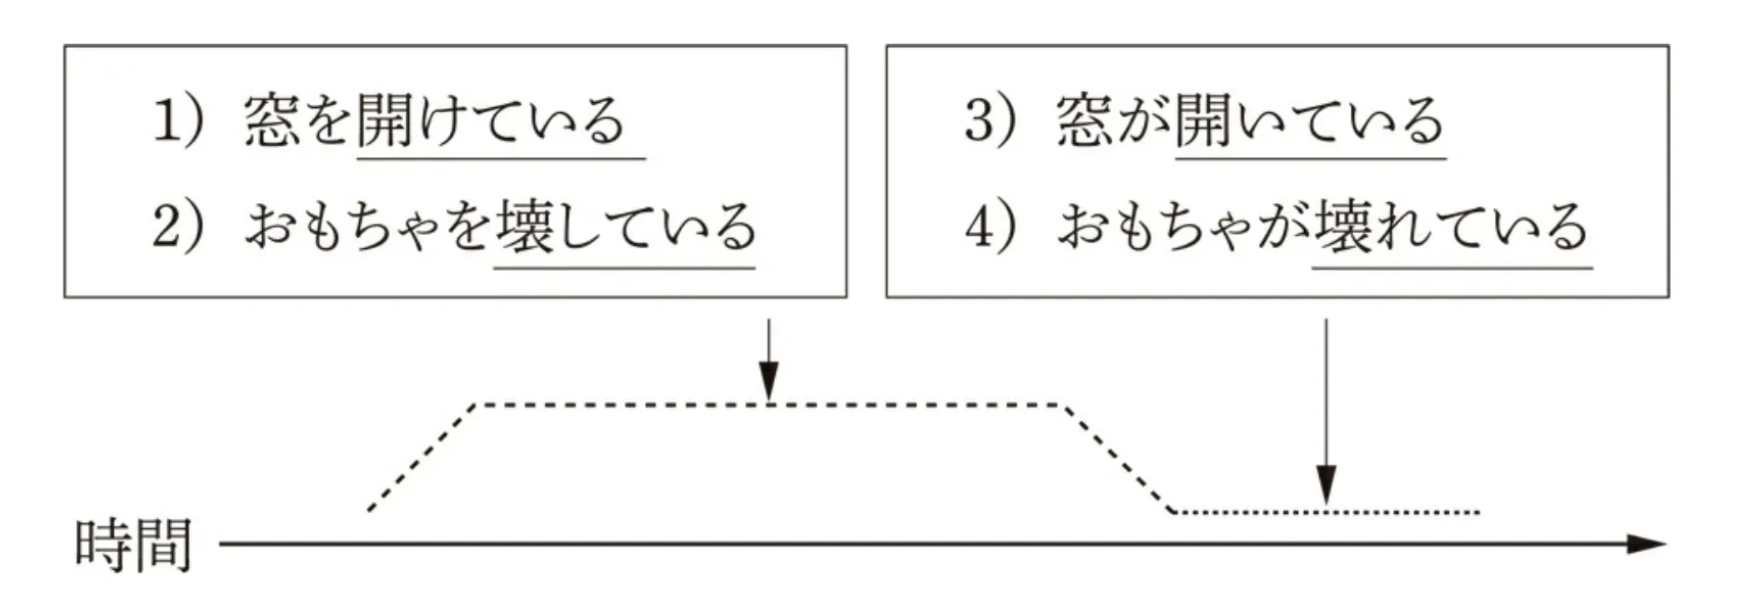 1）窓を開けている
2）おもちゃを壊している
3）窓が開いている
4）おもちゃが壊れている
時間